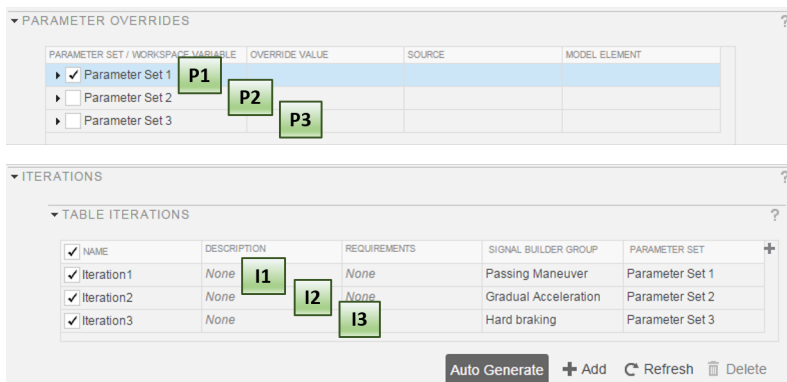 PARAMETER OVERRIDES ?
PARAMETER SET / WORKSPACE VARIABLE OVERRIDE VALUE SOURCE MODEL ELEMENT
Parameter Set 1 P1
Parameter Set 2 P2
Parameter Set 3 P3
ITERATIONS ?
TABLE ITERATIONS ?
NAME DESCRIPTION REQUIREMENTS SIGNAL BUILDER GROUP PARAMETER SET +
Iteration1 None I1 None Passing Maneuver Parameter Set 1
Iteration2 None I2 None Gradual Acceleration Parameter Set 2
Iteration3 None I3 None Hard braking Parameter Set 3
Auto Generate + Add Refresh Delete